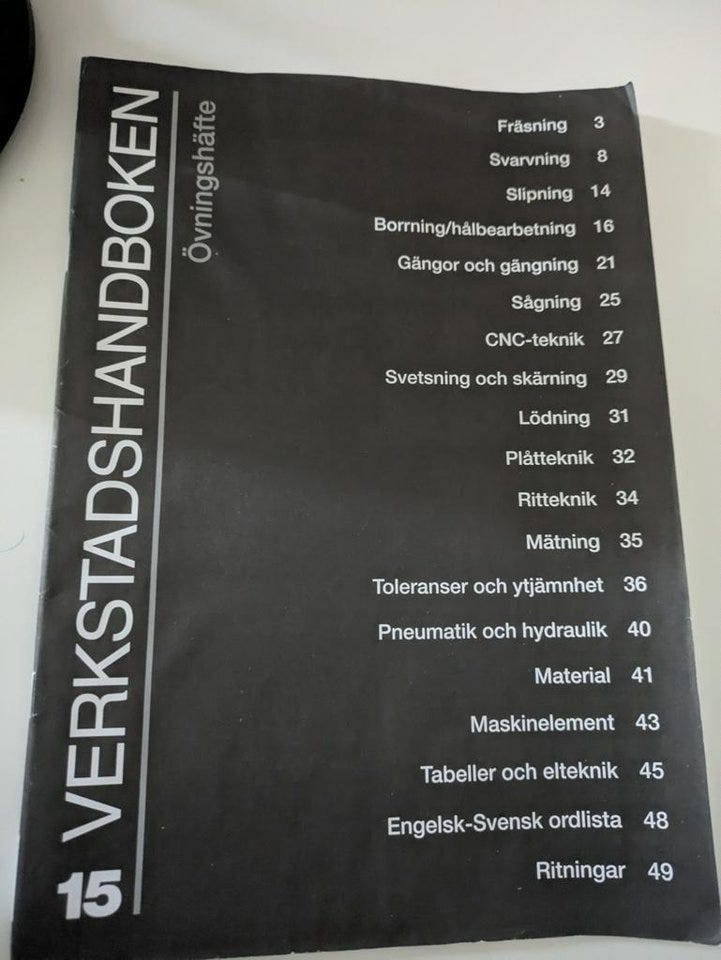 15 VERKSTADSHANDBOKEN
Övningshäfte
Fräsning 3
Svarvning 8
Slipning 14
Borrning/hålbearbetning 16
Gängor och gängning 21
Sågning 25
CNC-teknik 27
Svetsning och skärning 29
Lödning 31
Plåtteknik 32
Ritteknik 34
Mätning 35
Toleranser och ytjämnhet 36
Pneumatik och hydraulik 40
Material 41
Maskinelement 43
Tabeller och elteknik 45
Engelsk-Svensk ordlista 48
Ritningar 49